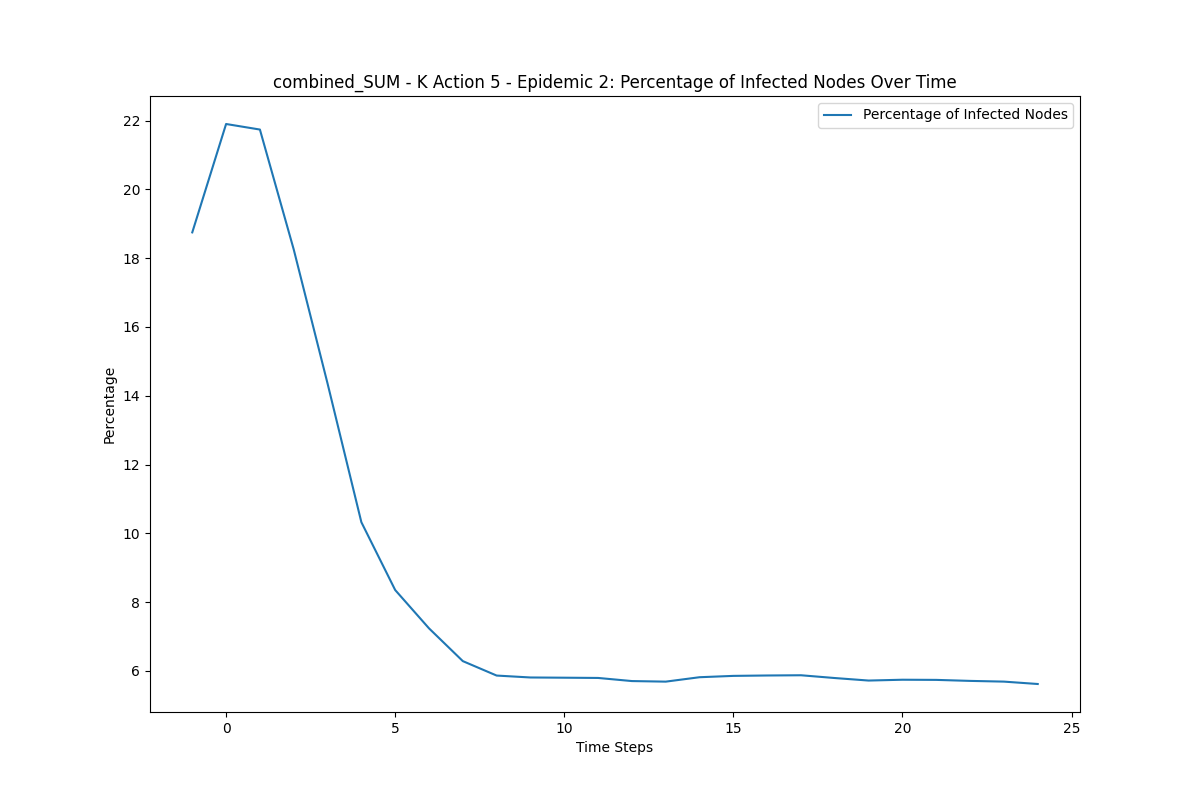 combined_SUM - K Action 5 - Epidemic 2: Percentage of Infected Nodes Over Time
Percentage of Infected Nodes
22
20
18
16
14
12
10
8
6
Percentage
0 5 10 15 20 25
Time Steps